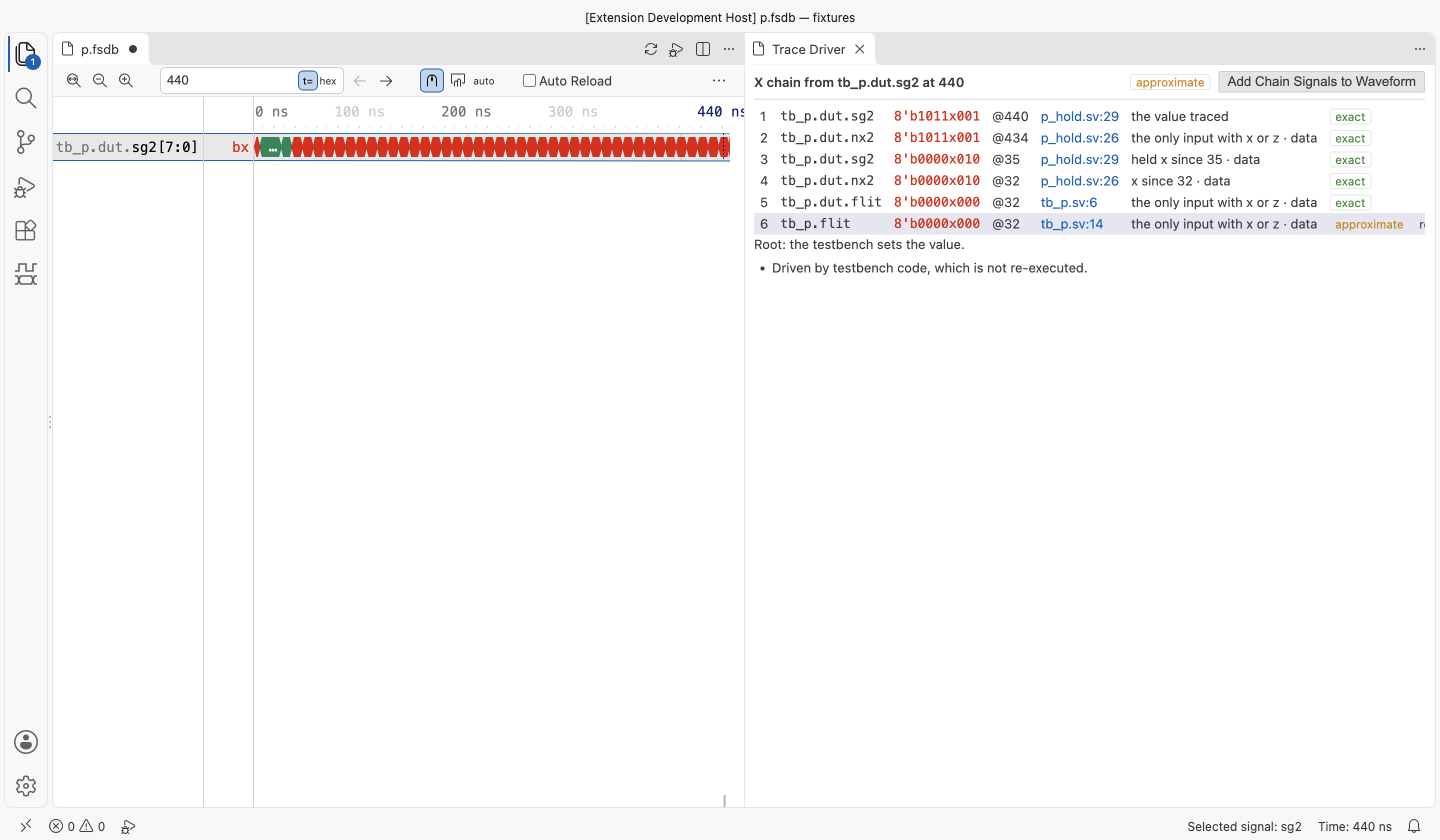 [Extension Development Host] p.fsdb — fixtures
1
p.fsdb
Trace Driver
440 t= hex auto Auto Reload
0 ns 100 ns 200 ns 300 ns 440 ns
tb_p.dut.sg2[7:0] bx ...
X chain from tb_p.dut.sg2 at 440 approximate Add Chain Signals to Waveform
1 tb_p.dut.sg2 8'b1011x001 @440 p_hold.sv:29 the value traced exact
2 tb_p.dut.nx2 8'b1011x001 @434 p_hold.sv:26 the only input with x or z · data exact
3 tb_p.dut.sg2 8'b0000x010 @35 p_hold.sv:29 held x since 35 · data exact
4 tb_p.dut.nx2 8'b0000x010 @32 p_hold.sv:26 x since 32 · data exact
5 tb_p.dut.flit 8'b0000x000 @32 tb_p.sv:6 the only input with x or z · data exact
6 tb_p.flit 8'b0000x000 @32 tb_p.sv:14 the only input with x or z · data approximate
Root: the testbench sets the value.
• Driven by testbench code, which is not re-executed.
0 0 Selected signal: sg2 Time: 440 ns